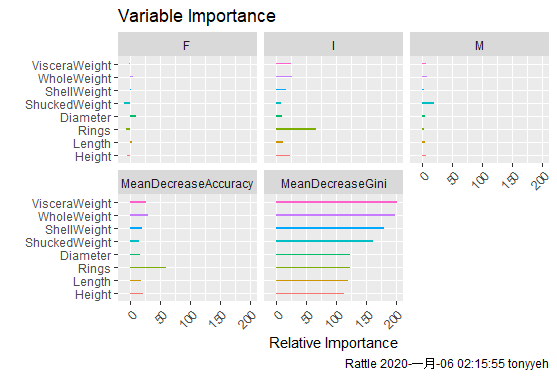 Variable Importance
F I M
VisceraWeight
WholeWeight
ShellWeight
ShuckedWeight
Diameter
Rings
Length
Height
0 50 100 150 200
MeanDecreaseAccuracy MeanDecreaseGini
VisceraWeight
WholeWeight
ShellWeight
ShuckedWeight
Diameter
Rings
Length
Height
0 50 100 150 200 0 50 100 150 200
Relative Importance
Rattle 2020-一月-06 02:15:55 tonyyeh